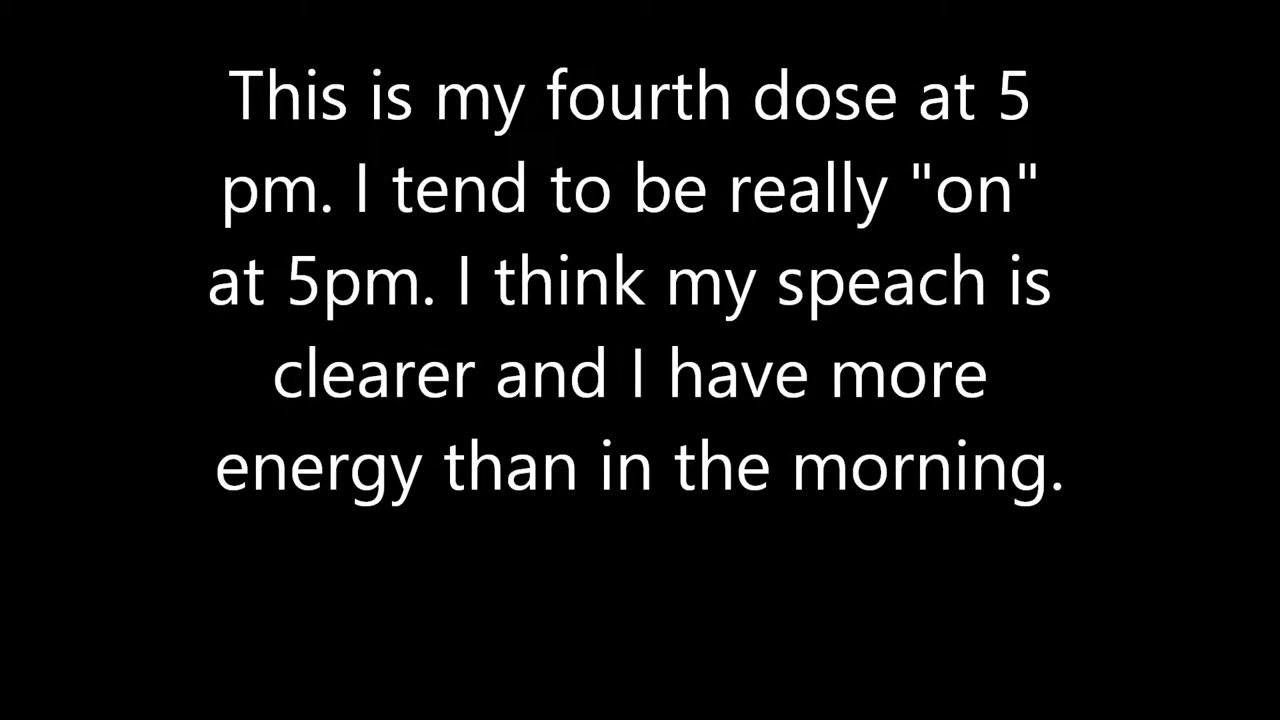 This is my fourth dose at 5
pm. I tend to be really "on"
at 5pm. I think my speach is
clearer and I have more
energy than in the morning.